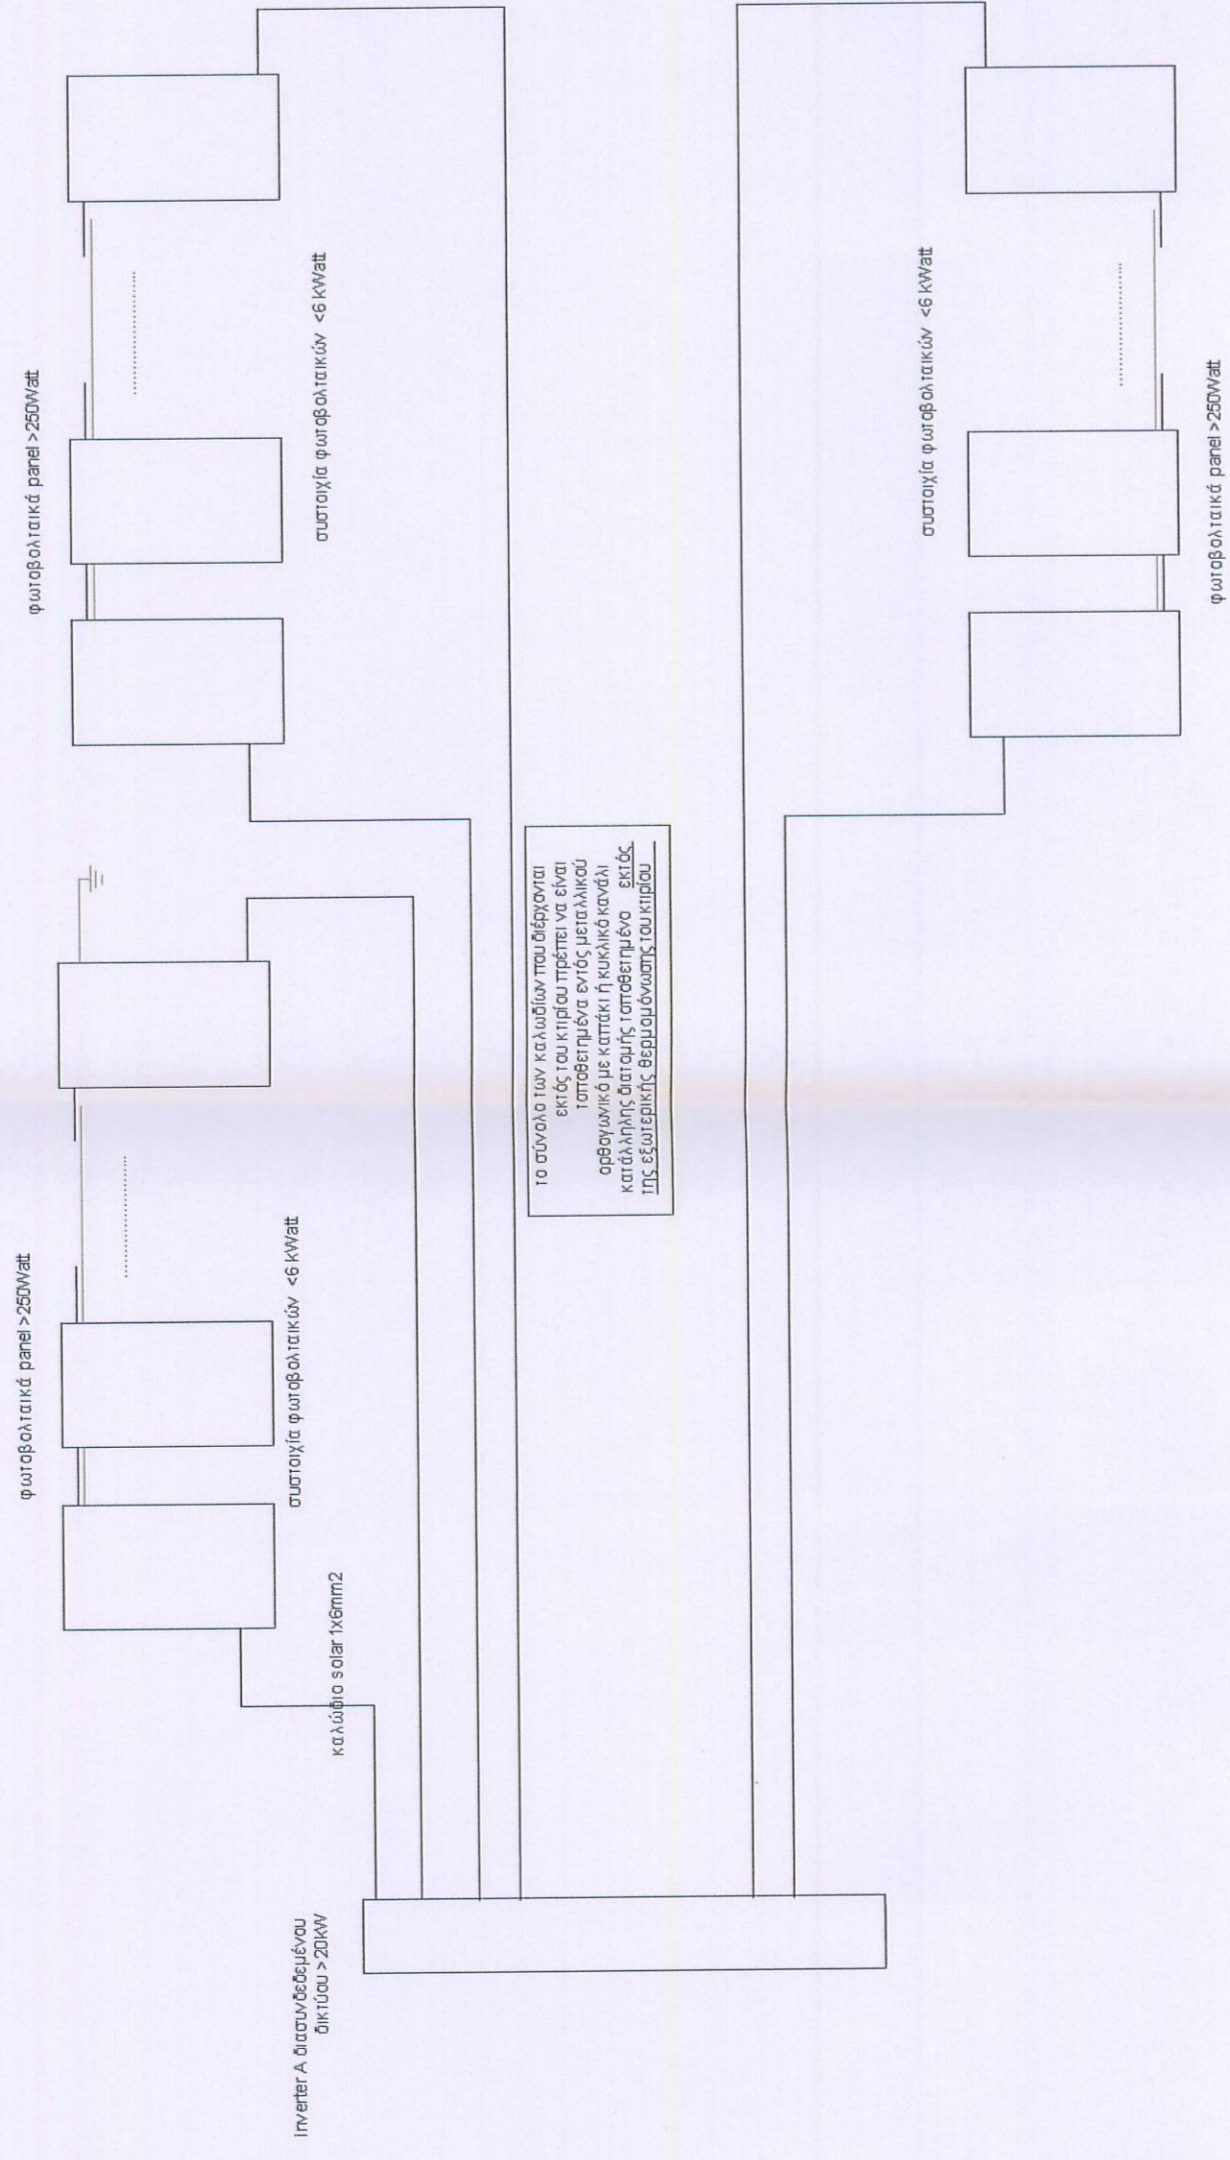 φωτοβολταικά panel >250Watt
φωτοβολταικά panel >250Watt
συστοιχία φωτοβολταικών <6 kWatt
συστοιχία φωτοβολταικών <6 kWatt
Inverter A διασυνδεδεμένου
δικτύου >20KW
καλώδιο solar 1x6mm2
το σύνολο των καλωδίων που διέρχονται
εκτός του κτιρίου πρέπει να είναι
τοποθετημένα εντός μεταλλικού
ορθογωνικό με καπάκι ή κυκλικό κανάλι
κατάλληλης διατομής τοποθετημένο εκτός
της εξωτερικής θερμομόνωσης του κτιρίου
συστοιχία φωτοβολταικών <6 kWatt
φωτοβολταικά panel >250Watt